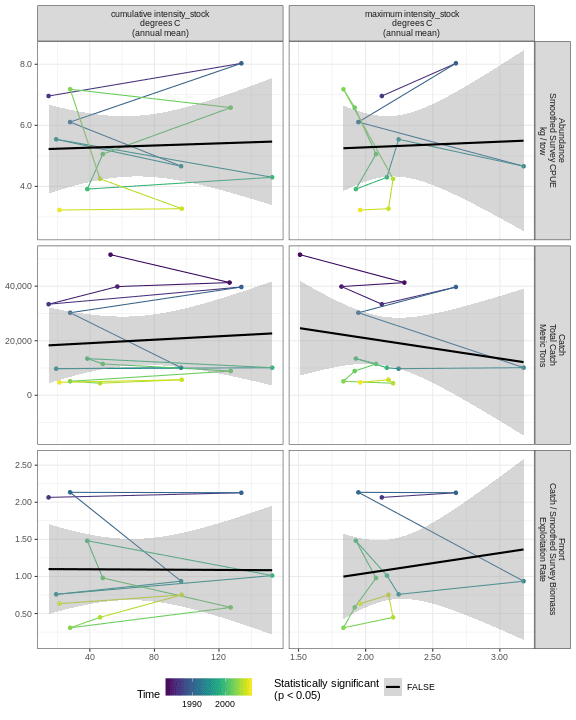 cumulative intensity_stock
degrees C
(annual mean)
maximum intensity_stock
degrees C
(annual mean)
8.0
6.0
4.0
Abundance
Smoothed Survey CPUE
kg / tow
40,000
20,000
0
Catch
Total Catch
Metric Tons
2.50
2.00
1.50
1.00
0.50
Fmort
Catch / Smoothed Survey Biomass
Exploitation Rate
40
80
120
1.50
2.00
2.50
3.00
Time
1990
2000
Statistically significant
(p < 0.05)
FALSE